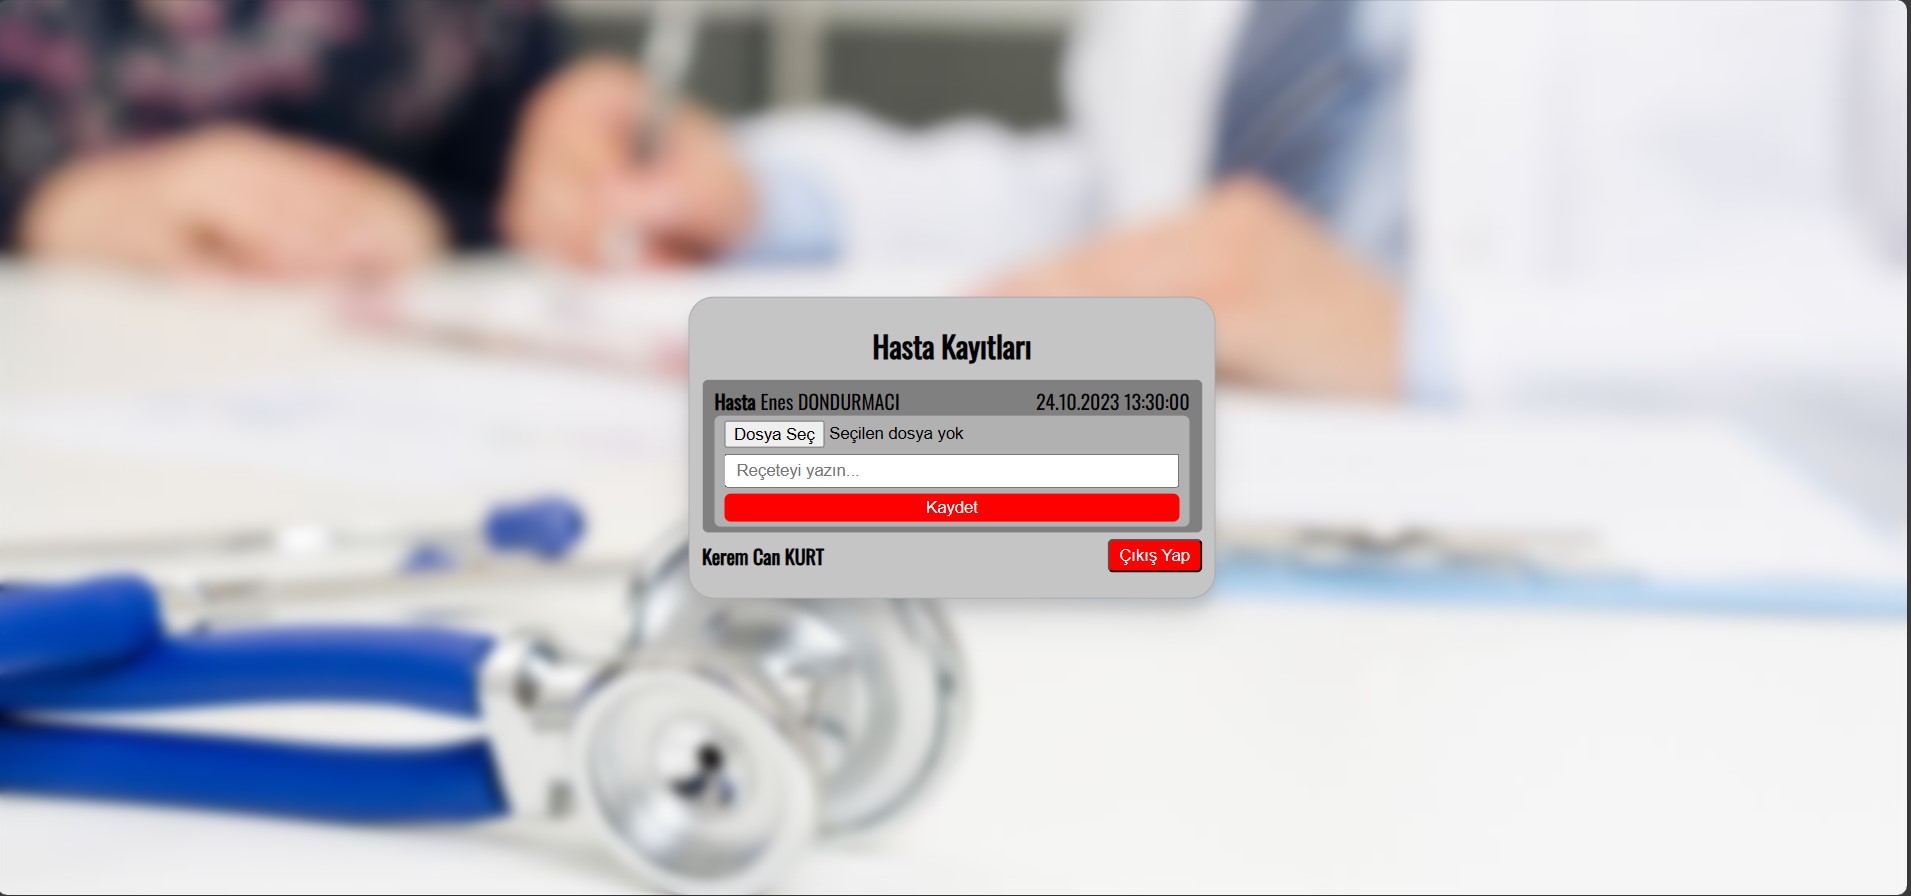 Hasta Kayıtları
Hasta Enes DONDURMACI 24.10.2023 13:30:00
Dosya Seç Seçilen dosya yok
Reçeteyi yazın...
Kaydet
Kerem Can KURT Çıkış Yap